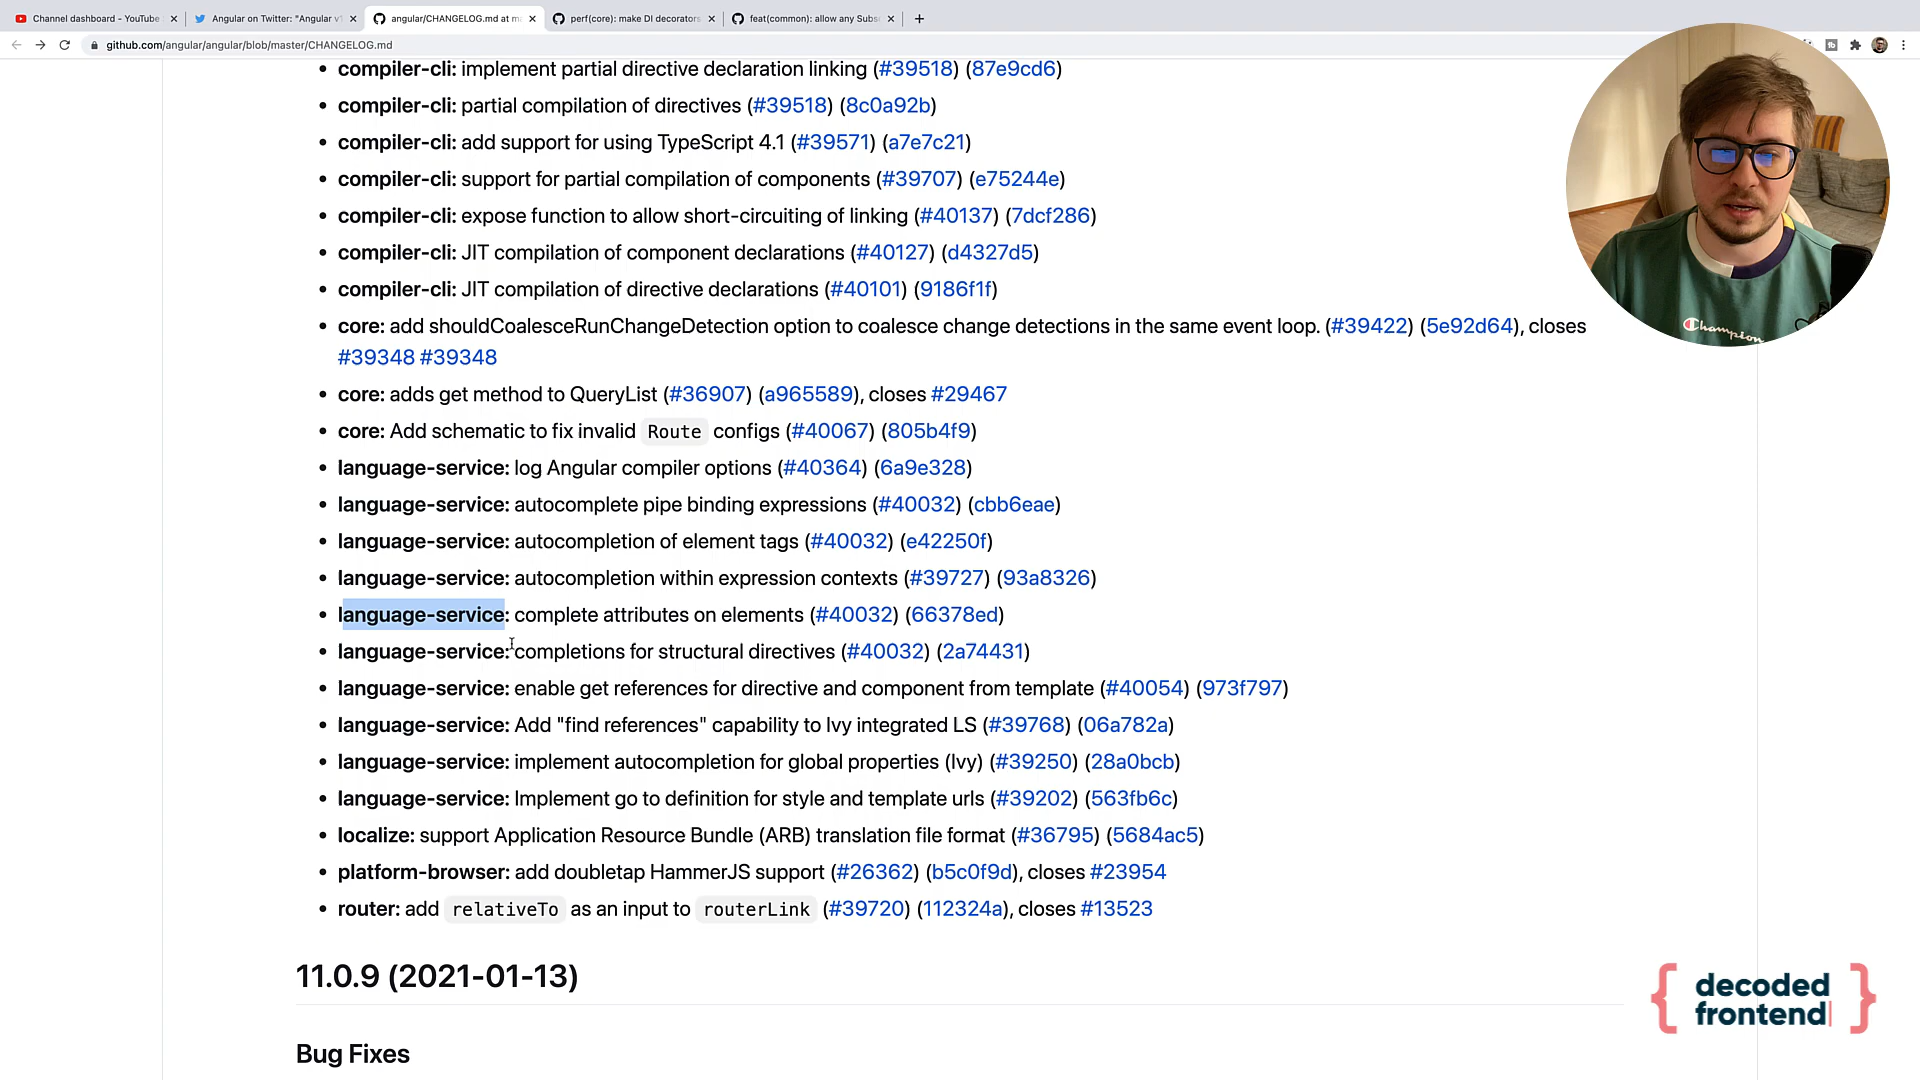 Channel dashboard - YouTube
Angular on Twitter: "Angular v1
angular/CHANGELOG.md at m
perf(core): make DI decorators
feat(common): allow any Subs
github.com/angular/angular/blob/master/CHANGELOG.md
compiler-cli: implement partial directive declaration linking (#39518) (87e9cd6)
compiler-cli: partial compilation of directives (#39518) (8c0a92b)
compiler-cli: add support for using TypeScript 4.1 (#39571) (a7e7c21)
compiler-cli: support for partial compilation of components (#39707) (e75244e)
compiler-cli: expose function to allow short-circuiting of linking (#40137) (7dcf286)
compiler-cli: JIT compilation of component declarations (#40127) (d4327d5)
compiler-cli: JIT compilation of directive declarations (#40101) (9186f1f)
core: add shouldCoalesceRunChangeDetection option to coalesce change detections in the same event loop. (#39422) (5e92d64), closes
#39348 #39348
core: adds get method to QueryList (#36907) (a965589), closes #29467
core: Add schematic to fix invalid Route configs (#40067) (805b4f9)
language-service: log Angular compiler options (#40364) (6a9e328)
language-service: autocomplete pipe binding expressions (#40032) (cbb6eae)
language-service: autocompletion of element tags (#40032) (e42250f)
language-service: autocompletion within expression contexts (#39727) (93a8326)
language-service: complete attributes on elements (#40032) (66378ed)
language-service: completions for structural directives (#40032) (2a74431)
language-service: enable get references for directive and component from template (#40054) (973f797)
language-service: Add "find references" capability to Ivy integrated LS (#39768) (06a782a)
language-service: implement autocompletion for global properties (Ivy) (#39250) (28a0bcb)
language-service: Implement go to definition for style and template urls (#39202) (563fb6c)
localize: support Application Resource Bundle (ARB) translation file format (#36795) (5684ac5)
platform-browser: add doubletap HammerJS support (#26362) (b5c0f9d), closes #23954
router: add relativeTo as an input to routerLink (#39720) (112324a), closes #13523
11.0.9 (2021-01-13)
Bug Fixes
Champion
{ decoded
frontend }